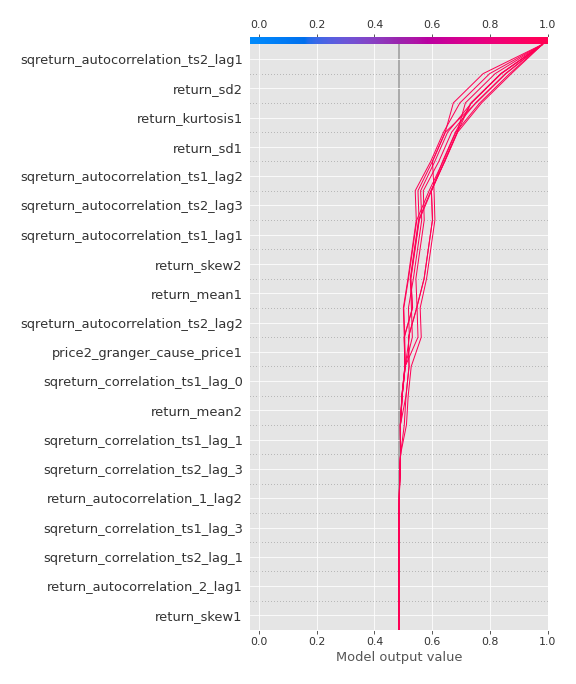 0.0 0.2 0.4 0.6 0.8 1.0
sqreturn_autocorrelation_ts2_lag1
return_sd2
return_kurtosis1
return_sd1
sqreturn_autocorrelation_ts1_lag2
sqreturn_autocorrelation_ts2_lag3
sqreturn_autocorrelation_ts1_lag1
return_skew2
return_mean1
sqreturn_autocorrelation_ts2_lag2
price2_granger_cause_price1
sqreturn_correlation_ts1_lag_0
return_mean2
sqreturn_correlation_ts1_lag_1
sqreturn_correlation_ts2_lag_3
return_autocorrelation_1_lag2
sqreturn_correlation_ts1_lag_3
sqreturn_correlation_ts2_lag_1
return_autocorrelation_2_lag1
return_skew1
0.0 0.2 0.4 0.6 0.8 1.0
Model output value